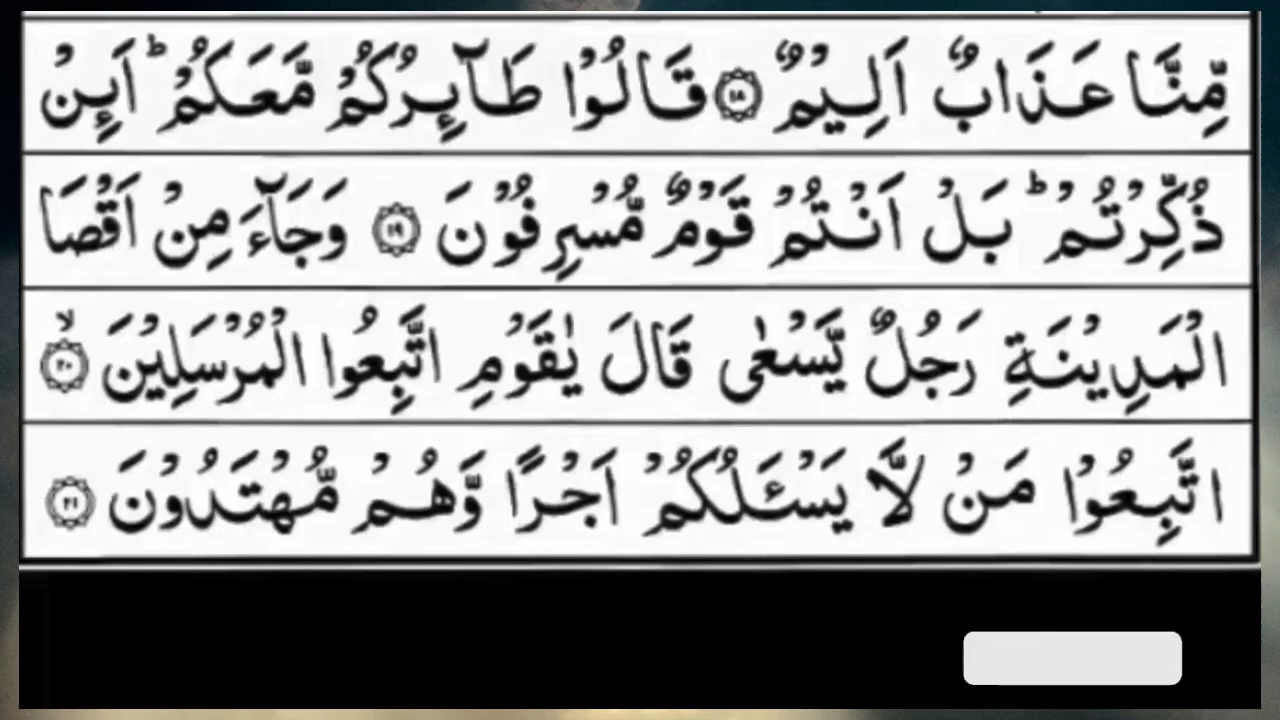 مِّنَّا عَذَابٌ اَلِيْمٌ ۝١٨ قَالُوْا طَآئِرُكُمْ مَّعَكُمْ ؕ اَئِنْ
ذُكِّرْتُمْ ؕ بَلْ اَنْتُمْ قَوْمٌ مُّسْرِفُوْنَ ۝١٩ وَجَآءَ مِنْ اَقْصَا
الْمَدِيْنَةِ رَجُلٌ يَّسْعٰى قَالَ يٰقَوْمِ اتَّبِعُوا الْمُرْسَلِيْنَ ۝٢٠ ۙ
اتَّبِعُوْا مَنْ لَّا يَسْـَٔلُكُمْ اَجْرًا وَّهُمْ مُّهْتَدُوْنَ ۝٢١